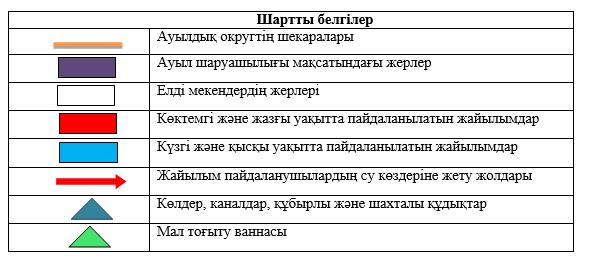 Шартты белгілер
Ауылдық округтің шекаралары
Ауыл шаруашылығы мақсатындағы жерлер
Елді мекендердің жерлері
Көктемгі және жазғы уақытта пайдаланылатын жайылымдар
Күзгі және қысқы уақытта пайдаланылатын жайылымдар
Жайылым пайдаланушылардың су көздеріне жету жолдары
Көлдер, каналдар, құбырлы және шахталы құдықтар
Мал тоғыту ваннасы